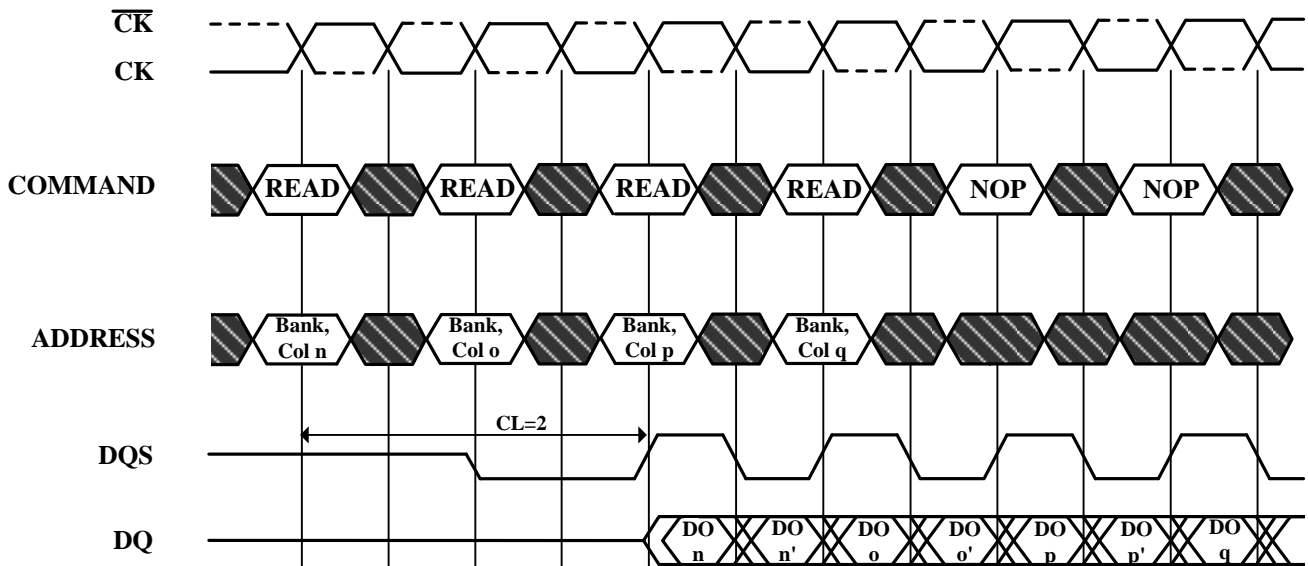 CK
CK
COMMAND
READ READ READ READ NOP NOP
ADDRESS
Bank, Bank, Bank, Bank,
Col n Col o Col p Col q
CL=2
DQS
DQ
DO DO DO DO DO DO DO
n n' o o' p p' q